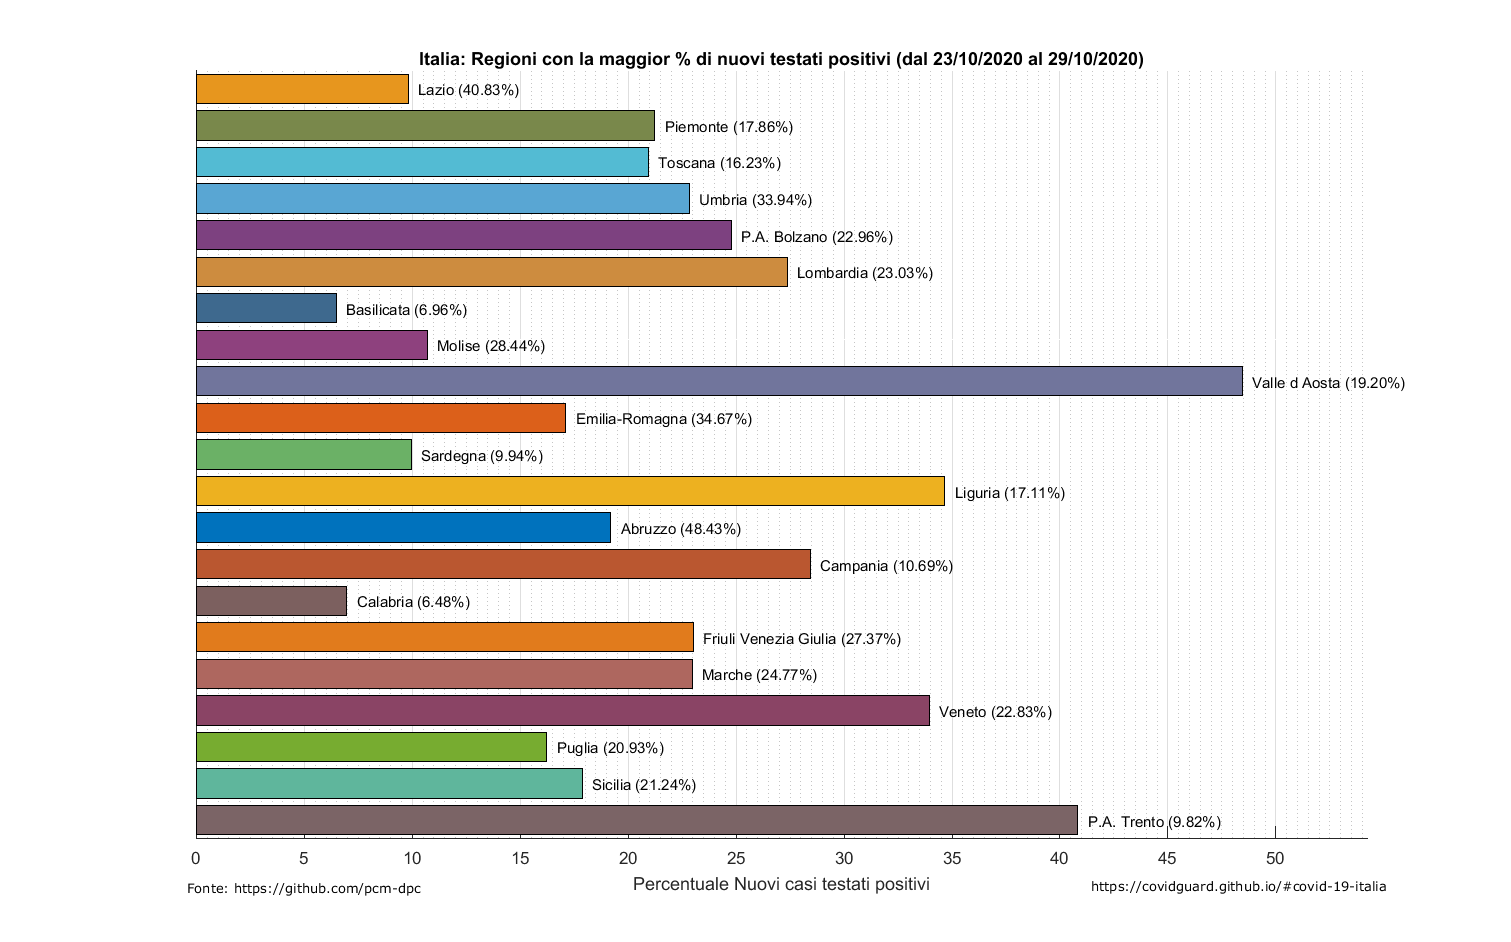 Italia: Regioni con la maggior % di nuovi testati positivi (dal 23/10/2020 al 29/10/2020)
Lazio (40.83%)
Piemonte (17.86%)
Toscana (16.23%)
Umbria (33.94%)
P.A. Bolzano (22.96%)
Lombardia (23.03%)
Basilicata (6.96%)
Molise (28.44%)
Valle d Aosta (19.20%)
Emilia-Romagna (34.67%)
Sardegna (9.94%)
Liguria (17.11%)
Abruzzo (48.43%)
Campania (10.69%)
Calabria (6.48%)
Friuli Venezia Giulia (27.37%)
Marche (24.77%)
Veneto (22.83%)
Puglia (20.93%)
Sicilia (21.24%)
P.A. Trento (9.82%)
0 5 10 15 20 25 30 35 40 45 50
Percentuale Nuovi casi testati positivi
Fonte: https://github.com/pcm-dpc
https://covidguard.github.io/#covid-19-italia